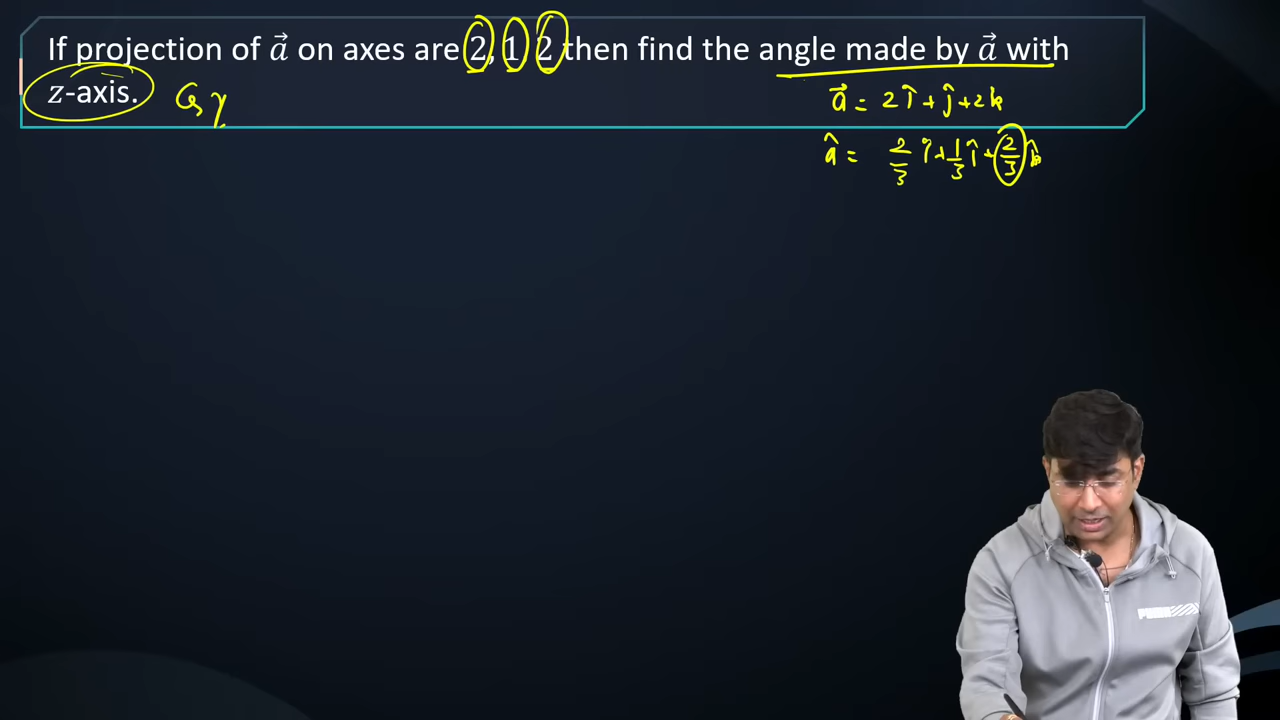 If projection of a⃗ on axes are 2, 1 2 then find the angle made by a⃗ with
z-axis. cos γ
a⃗ = 2î + ĵ + 2k
â = 2/3 î + 1/3 î + 2/3 k̂